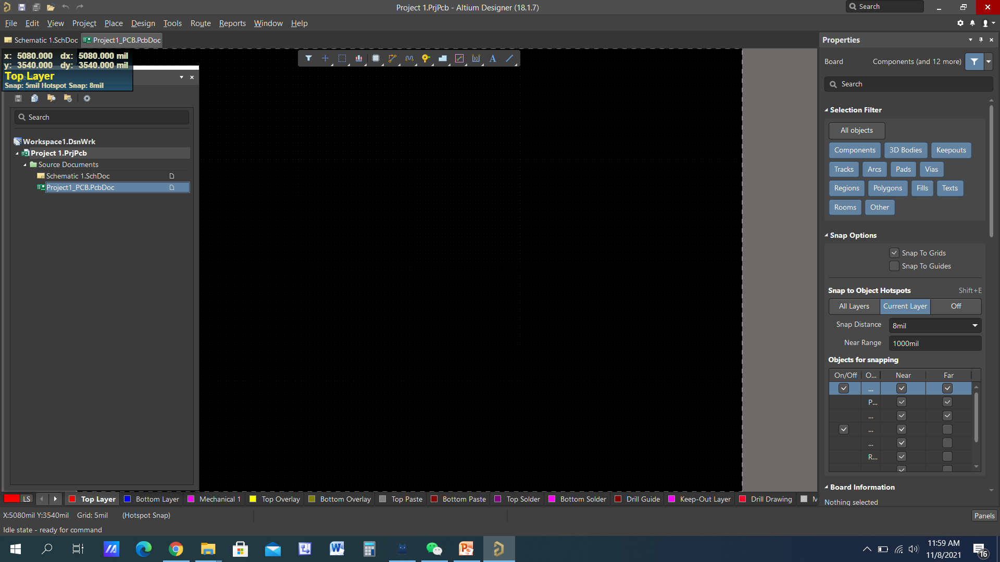 Project 1.PrjPcb - Altium Designer (18.1.7)
Search
File Edit View Project Place Design Tools Route Reports Window Help
Schematic 1.SchDoc
Project1_PCB.PcbDoc
x: 5080.000 dx: 5080.000 mil
y: 3540.000 dy: 3540.000 mil
Top Layer
Snap: 5mil Hotspot Snap: 8mil
Search
Workspace1.DsnWrk
Project 1.PrjPcb
Source Documents
Schematic 1.SchDoc
Project1_PCB.PcbDoc
Properties
Board Components (and 12 more)
Search
Selection Filter
All objects
Components 3D Bodies Keepouts
Tracks Arcs Pads Vias
Regions Polygons Fills Texts
Rooms Other
Snap Options
Snap To Grids
Snap To Guides
Snap to Object Hotspots Shift+E
All Layers Current Layer Off
Snap Distance 8mil
Near Range 1000mil
Objects for snapping
On/Off O... Near Far
...
P...
...
...
...
R...
Board Information
Nothing selected
LS Top Layer Bottom Layer Mechanical 1 Top Overlay Bottom Overlay Top Paste Bottom Paste Top Solder Bottom Solder Drill Guide Keep-Out Layer Drill Drawing M
X:5080mil Y:3540mil Grid: 5mil (Hotspot Snap)
Panels
Idle state - ready for command
11:59 AM
11/8/2021
16